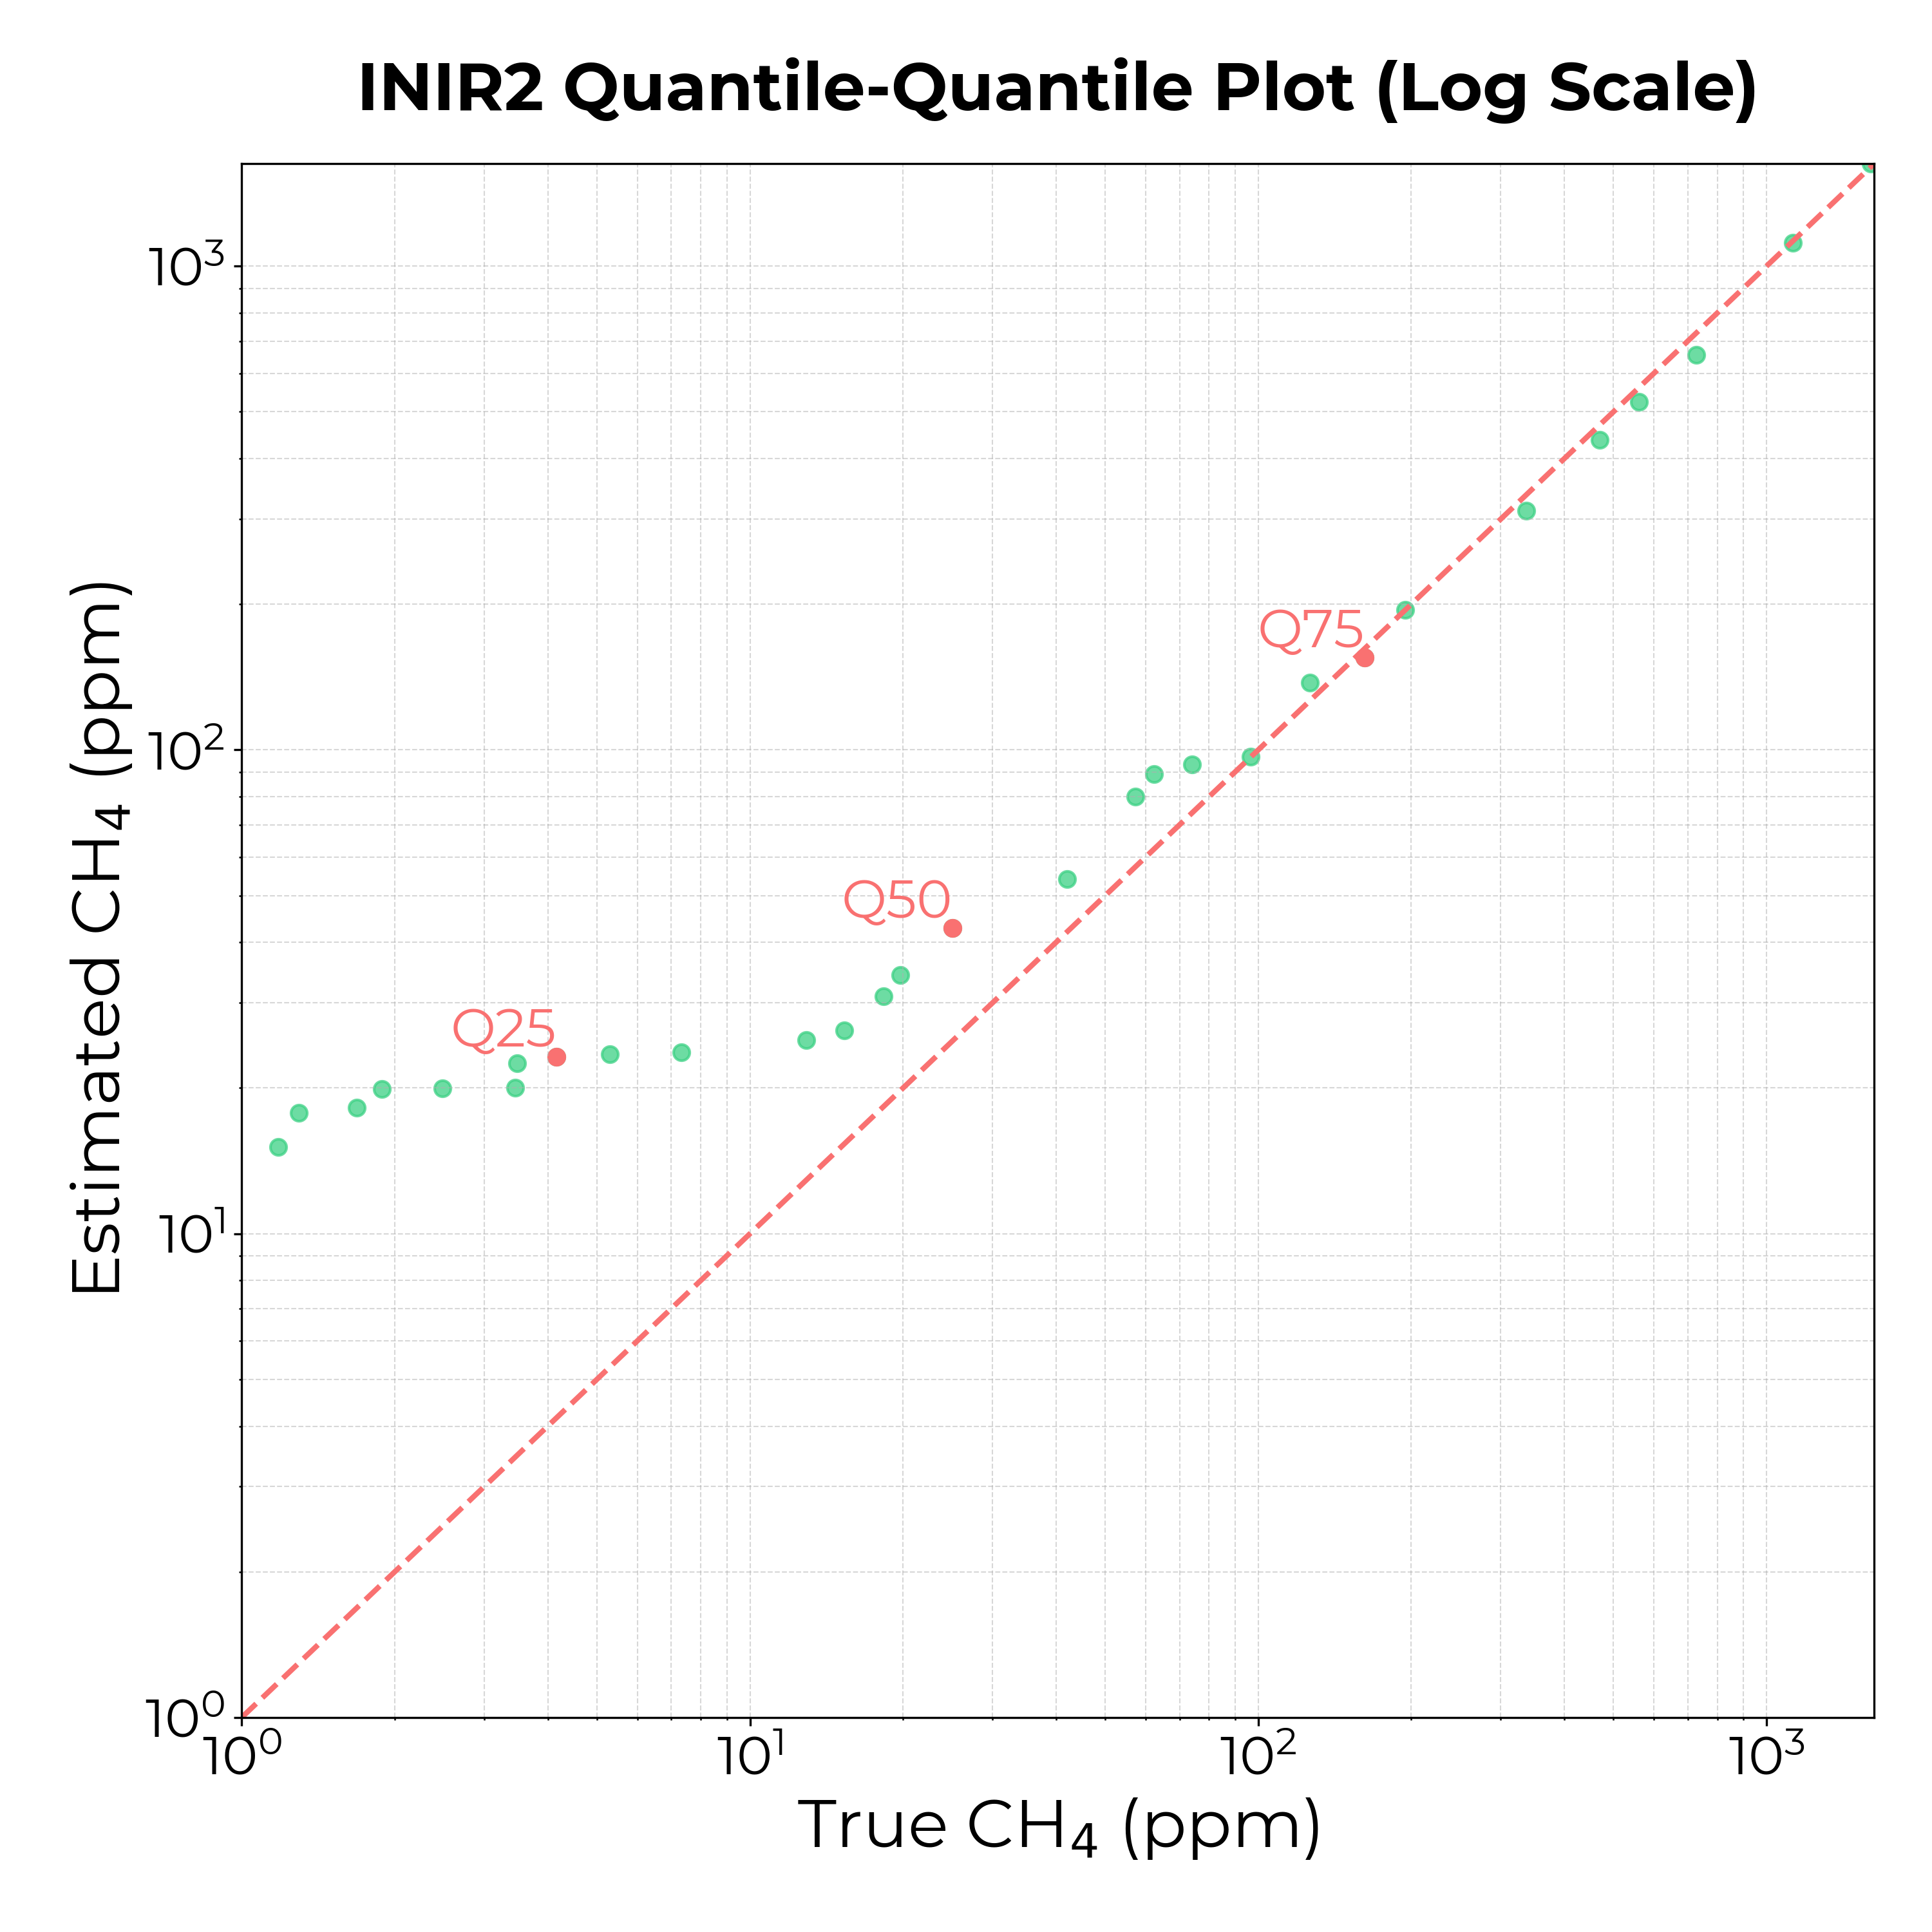 INIR2 Quantile-Quantile Plot (Log Scale)
Estimated CH₄ (ppm)
10³
10²
10¹
10⁰
Q75
Q50
Q25
10⁰ 10¹ 10² 10³
True CH₄ (ppm)